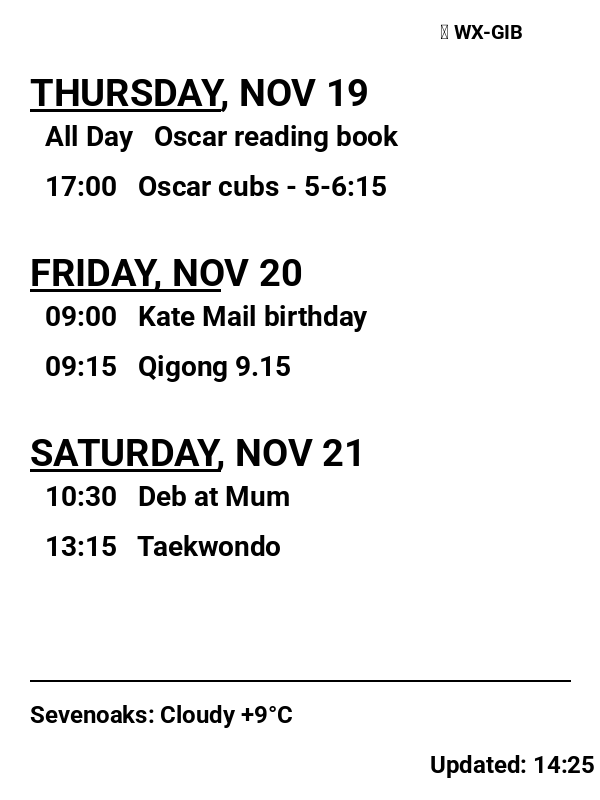 WX-GIB
THURSDAY, NOV 19
All Day Oscar reading book
17:00 Oscar cubs - 5-6:15
FRIDAY, NOV 20
09:00 Kate Mail birthday
09:15 Qigong 9.15
SATURDAY, NOV 21
10:30 Deb at Mum
13:15 Taekwondo
Sevenoaks: Cloudy +9°C
Updated: 14:25